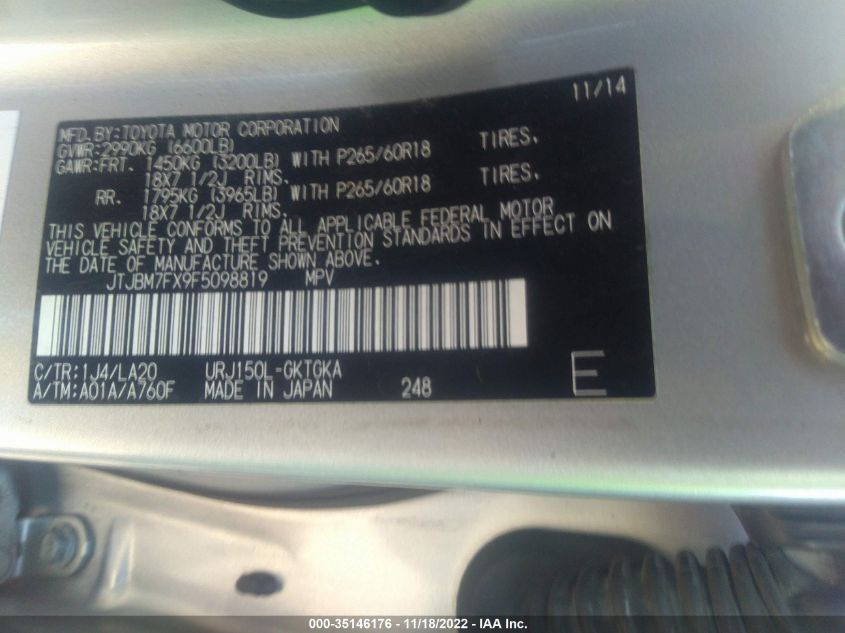 11/14
MFD.BY:TOYOTA MOTOR CORPORATION
GVWR:2990KG (6600LB)
GAWR:FRT. 1450KG (3200LB) WITH P265/60R18 TIRES,
18X7 1/2J RIMS.
RR. 1795KG (3965LB) WITH P265/60R18 TIRES,
18X7 1/2J RIMS.
THIS VEHICLE CONFORMS TO ALL APPLICABLE FEDERAL MOTOR
VEHICLE SAFETY AND THEFT PREVENTION STANDARDS IN EFFECT ON
THE DATE OF MANUFACTURE SHOWN ABOVE.
JTJBM7FX9F5098819 MPV
C/TR:1J4/LA20 URJ150L-GKTGKA
A/TM:A01A/A760F MADE IN JAPAN 248 E
000-35146176 - 11/18/2022 - IAA Inc.